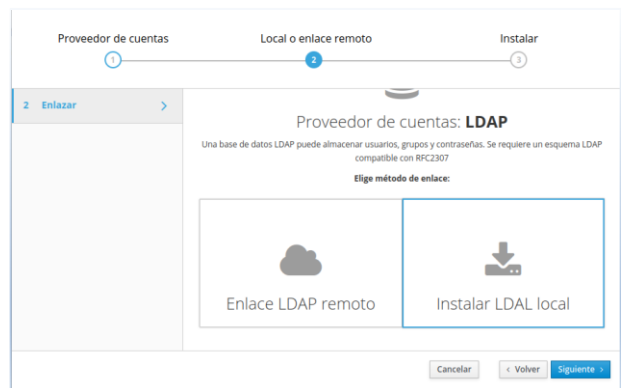 Proveedor de cuentas
Local o enlace remoto
Instalar
1
2
3
2 Enlazar
Proveedor de cuentas: LDAP
Una base de datos LDAP puede almacenar usuarios, grupos y contraseñas. Se requiere un esquema LDAP
compatible con RFC2307
Elige método de enlace:
Enlace LDAP remoto
Instalar LDAL local
Cancelar
< Volver
Siguiente >